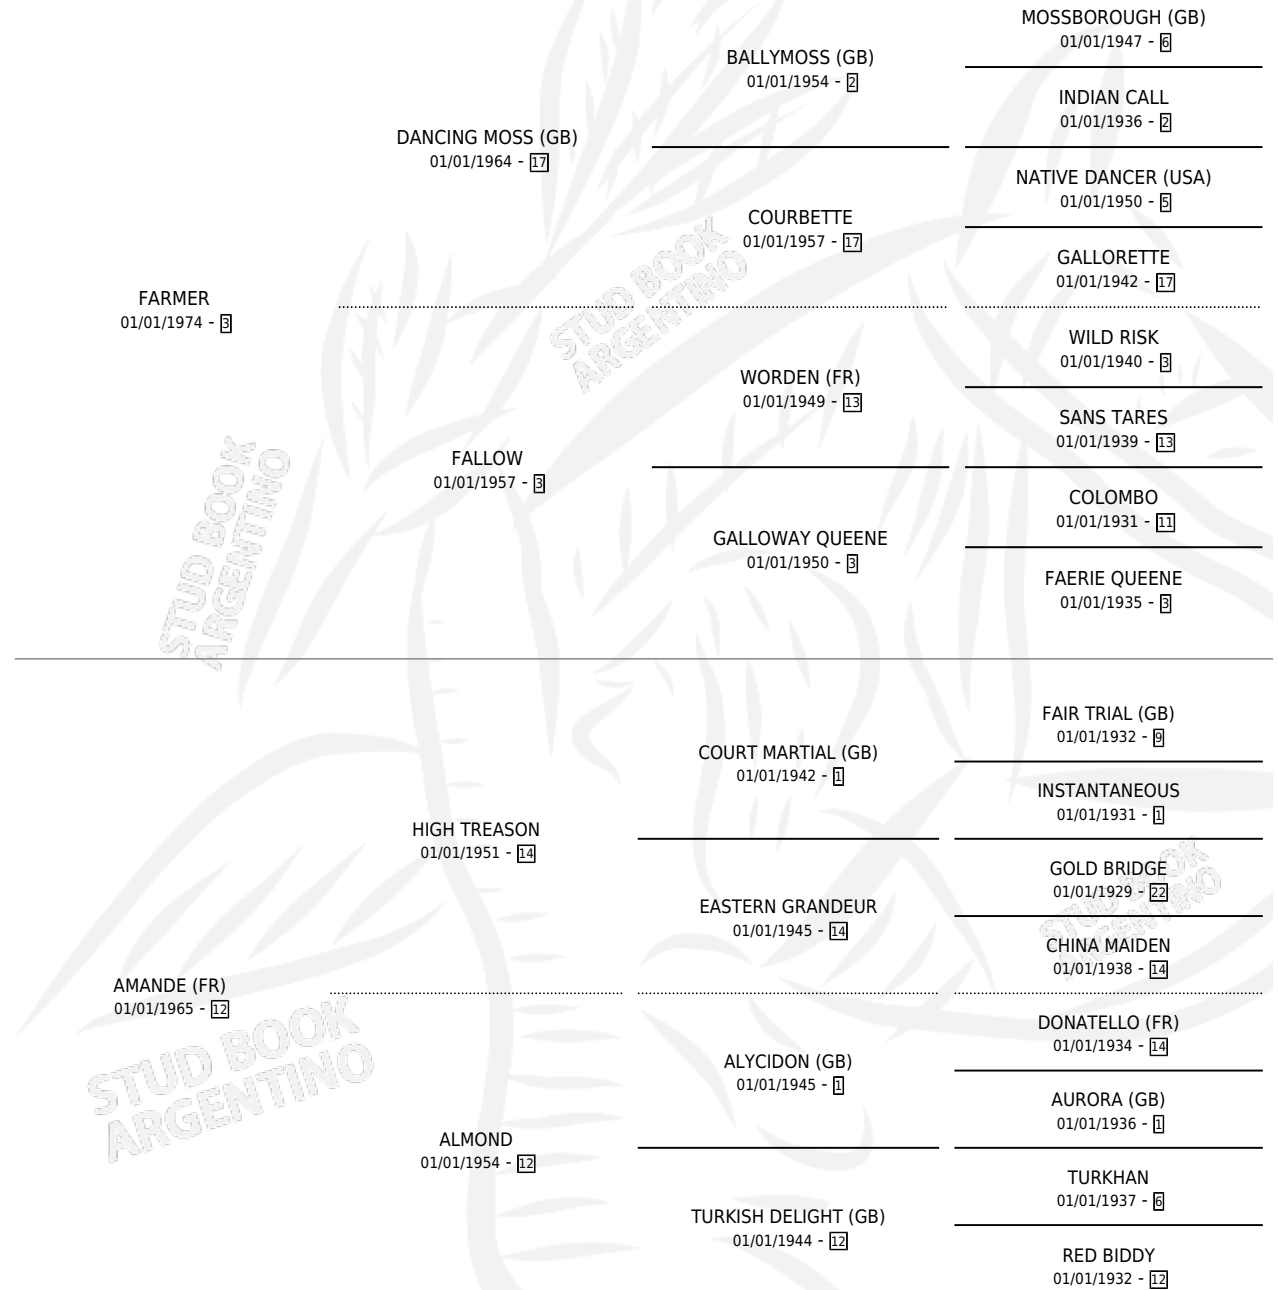 MOSSBOROUGH (GB)
01/01/1947 - 6
BALLYMOSS (GB)
01/01/1954 - 2
INDIAN CALL
01/01/1936 - 2
DANCING MOSS (GB)
01/01/1964 - 17
NATIVE DANCER (USA)
01/01/1950 - 5
COURBETTE
01/01/1957 - 17
GALLORETTE
01/01/1942 - 17
FARMER
01/01/1974 - 3
WILD RISK
01/01/1940 - 3
WORDEN (FR)
01/01/1949 - 13
SANS TARES
01/01/1939 - 13
FALLOW
01/01/1957 - 3
COLOMBO
01/01/1931 - 11
GALLOWAY QUEENE
01/01/1950 - 3
FAERIE QUEENE
01/01/1935 - 3
STUD BOOK
ARGENTINO
STUD BOOK
ARGENTINO
FAIR TRIAL (GB)
01/01/1932 - 9
COURT MARTIAL (GB)
01/01/1942 - 1
INSTANTANEOUS
01/01/1931 - 1
HIGH TREASON
01/01/1951 - 14
GOLD BRIDGE
01/01/1929 - 22
EASTERN GRANDEUR
01/01/1945 - 14
CHINA MAIDEN
01/01/1938 - 14
STUD BOOK
ARGENTINO
AMANDE (FR)
01/01/1965 - 12
DONATELLO (FR)
01/01/1934 - 14
ALYCIDON (GB)
01/01/1945 - 1
AURORA (GB)
01/01/1936 - 1
STUD BOOK
ARGENTINO
ALMOND
01/01/1954 - 12
TURKHAN
01/01/1937 - 6
TURKISH DELIGHT (GB)
01/01/1944 - 12
RED BIDDY
01/01/1932 - 12